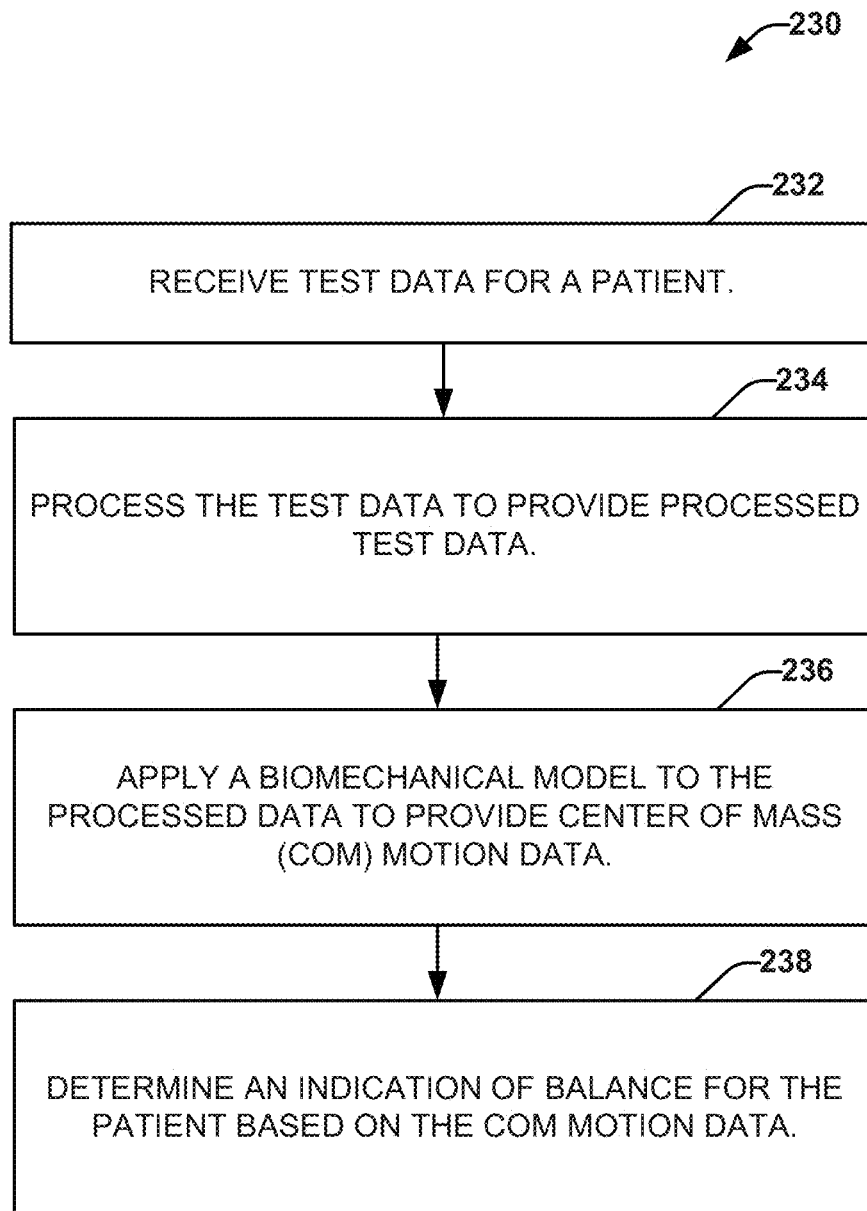 230
232
RECEIVE TEST DATA FOR A PATIENT.
234
PROCESS THE TEST DATA TO PROVIDE PROCESSED
TEST DATA.
236
APPLY A BIOMECHANICAL MODEL TO THE
PROCESSED DATA TO PROVIDE CENTER OF MASS
(COM) MOTION DATA.
238
DETERMINE AN INDICATION OF BALANCE FOR THE
PATIENT BASED ON THE COM MOTION DATA.